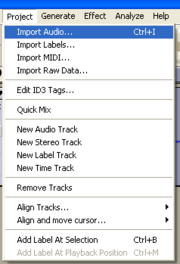 Project Generate Effect Analyze Help
Import Audio... Ctrl+I
Import Labels...
Import MIDI...
Import Raw Data...
Edit ID3 Tags...
Quick Mix
New Audio Track
New Stereo Track
New Label Track
New Time Track
Remove Tracks
Align Tracks...
Align and move cursor...
Add Label At Selection Ctrl+B
Add Label At Playback Position Ctrl+M